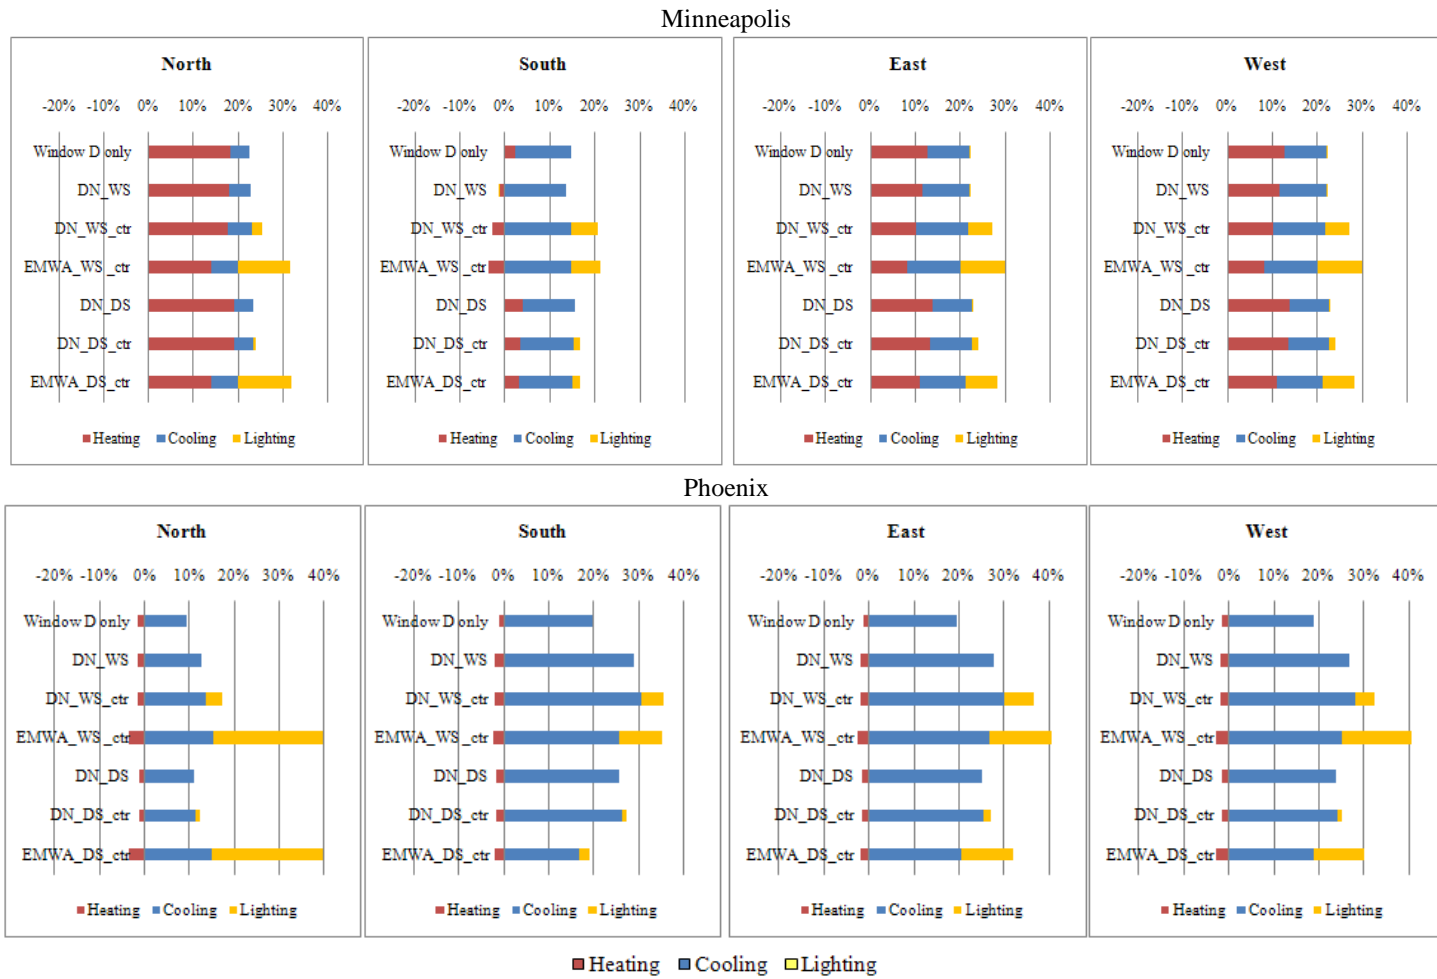 Minneapolis
North
-20% -10% 0% 10% 20% 30% 40%
Window D only
DN_WS
DN_WS_ctr
EMWA_WS_ctr
DN_DS
DN_DS_ctr
EMWA_DS_ctr
Heating Cooling Lighting
South
-20% -10% 0% 10% 20% 30% 40%
Window D only
DN_WS
DN_WS_ctr
EMWA_WS_ctr
DN_DS
DN_DS_ctr
EMWA_DS_ctr
Heating Cooling Lighting
East
-20% -10% 0% 10% 20% 30% 40%
Window D only
DN_WS
DN_WS_ctr
EMWA_WS_ctr
DN_DS
DN_DS_ctr
EMWA_DS_ctr
Heating Cooling Lighting
West
-20% -10% 0% 10% 20% 30% 40%
Window D only
DN_WS
DN_WS_ctr
EMWA_WS_ctr
DN_DS
DN_DS_ctr
EMWA_DS_ctr
Heating Cooling Lighting
Phoenix
North
-20% -10% 0% 10% 20% 30% 40%
Window D only
DN_WS
DN_WS_ctr
EMWA_WS_ctr
DN_DS
DN_DS_ctr
EMWA_DS_ctr
Heating Cooling Lighting
South
-20% -10% 0% 10% 20% 30% 40%
Window D only
DN_WS
DN_WS_ctr
EMWA_WS_ctr
DN_DS
DN_DS_ctr
EMWA_DS_ctr
Heating Cooling Lighting
East
-20% -10% 0% 10% 20% 30% 40%
Window D only
DN_WS
DN_WS_ctr
EMWA_WS_ctr
DN_DS
DN_DS_ctr
EMWA_DS_ctr
Heating Cooling Lighting
West
-20% -10% 0% 10% 20% 30% 40%
Window D only
DN_WS
DN_WS_ctr
EMWA_WS_ctr
DN_DS
DN_DS_ctr
EMWA_DS_ctr
Heating Cooling Lighting
Heating Cooling Lighting